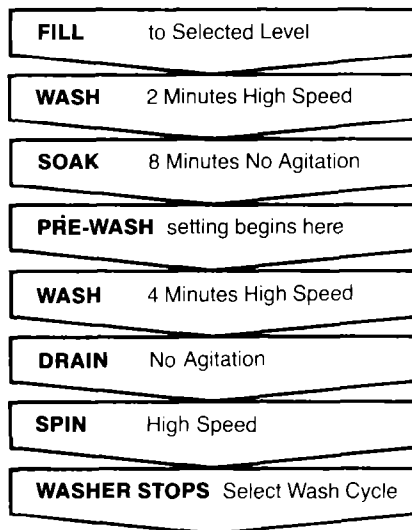 FILL to Selected Level
WASH 2 Minutes High Speed
SOAK 8 Minutes No Agitation
PRE-WASH setting begins here
WASH 4 Minutes High Speed
DRAIN No Agitation
SPIN High Speed
WASHER STOPS Select Wash Cycle